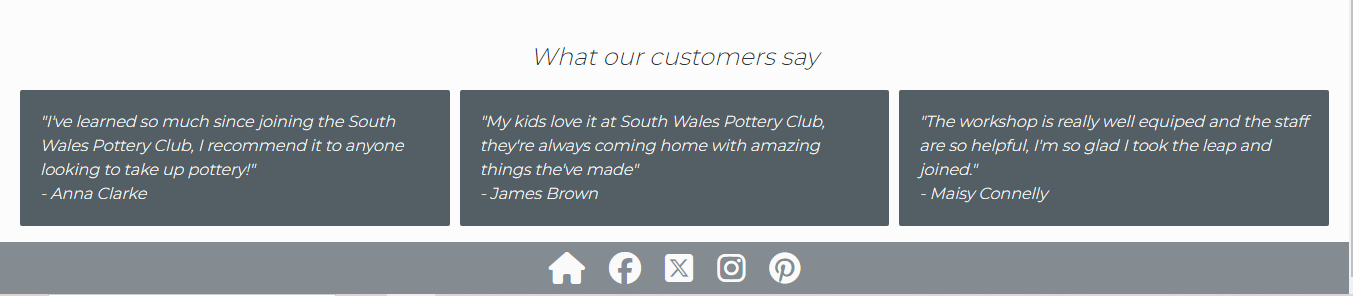 What our customers say
"I've learned so much since joining the South
Wales Pottery Club, I recommend it to anyone
looking to take up pottery!"
- Anna Clarke
"My kids love it at South Wales Pottery Club,
they're always coming home with amazing
things the've made"
- James Brown
"The workshop is really well equiped and the staff
are so helpful, I'm so glad I took the leap and
joined."
- Maisy Connelly